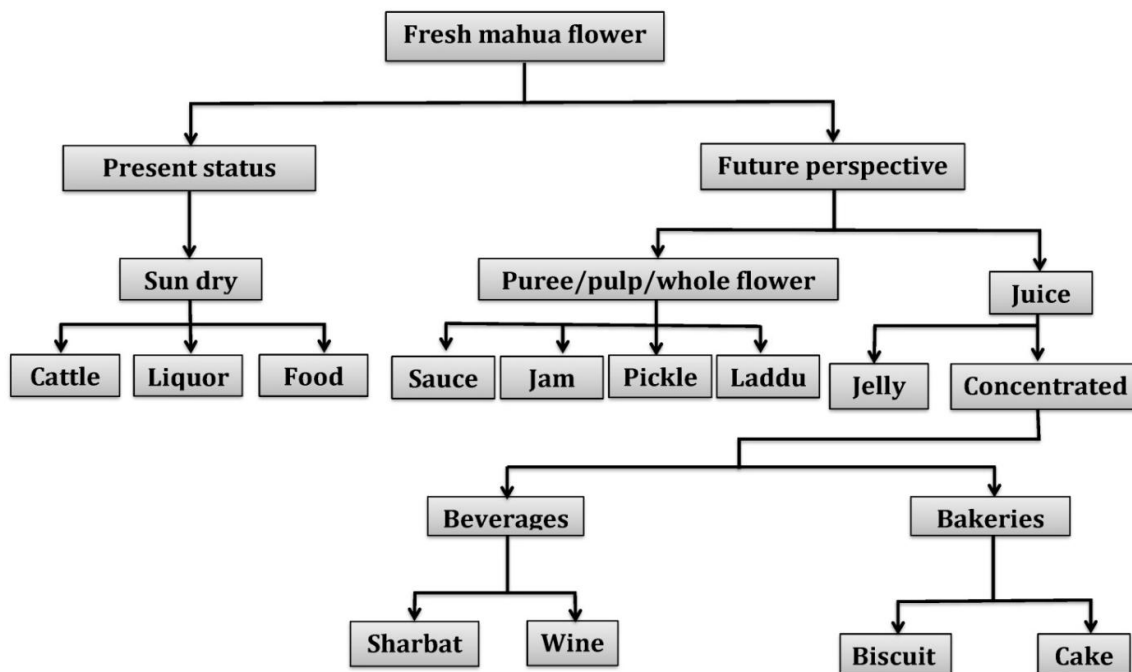 Fresh mahua flower
Present status
Future perspective
Sun dry
Puree/pulp/whole flower
Juice
Cattle
Liquor
Food
Sauce
Jam
Pickle
Laddu
Jelly
Concentrated
Beverages
Bakeries
Sharbat
Wine
Biscuit
Cake